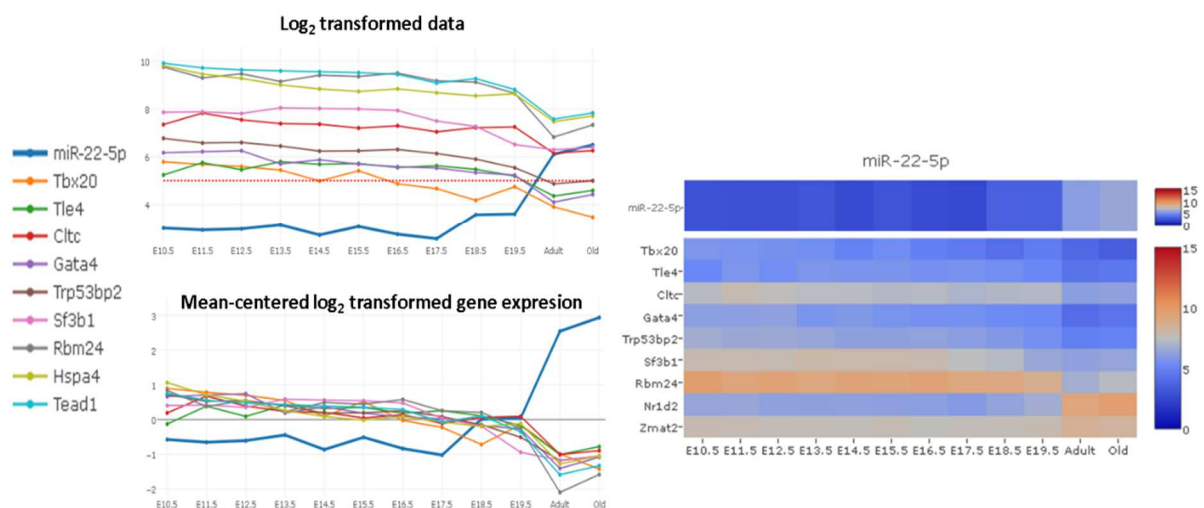 Log₂ transformed data
10
8
6
4
E10.5 E11.5 E12.5 E13.5 E14.5 E15.5 E16.5 E17.5 E18.5 E19.5 Adult Old
miR-22-5p
Tbx20
Tle4
Cltc
Gata4
Trp53bp2
Sf3b1
Rbm24
Hspa4
Tead1
Mean-centered log₂ transformed gene expresion
3
2
1
0
−1
−2
E10.5 E11.5 E12.5 E13.5 E14.5 E15.5 E16.5 E17.5 E18.5 E19.5 Adult Old
miR-22-5p
miR-22-5p
15
10
5
0
Tbx20
Tle4
Cltc
Gata4
Trp53bp2
Sf3b1
Rbm24
Nr1d2
Zmat2
15
10
5
0
E10.5 E11.5 E12.5 E13.5 E14.5 E15.5 E16.5 E17.5 E18.5 E19.5 Adult Old